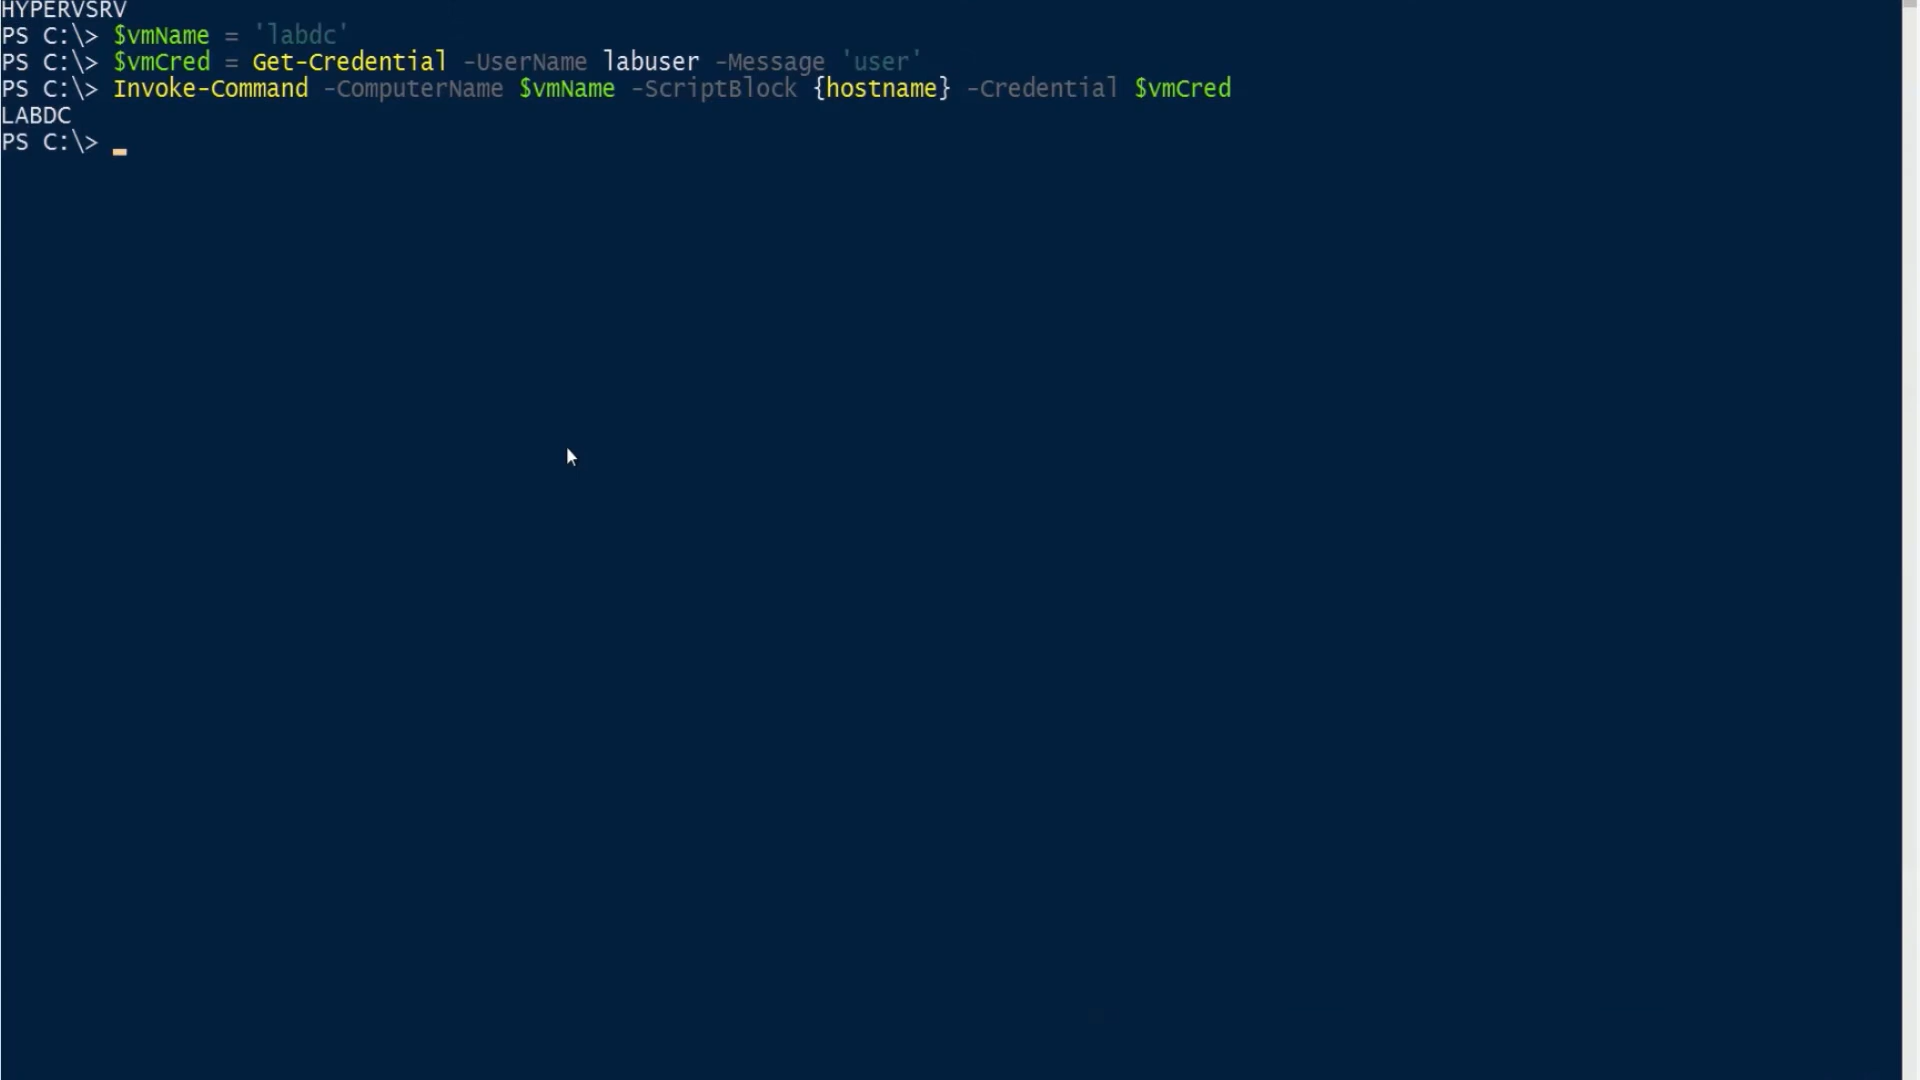 HYPERVSRV
PS C:\> $vmName = 'labdc'
PS C:\> $vmCred = Get-Credential -UserName labuser -Message 'user'
PS C:\> Invoke-Command -ComputerName $vmName -ScriptBlock {hostname} -Credential $vmCred
LABDC
PS C:\>